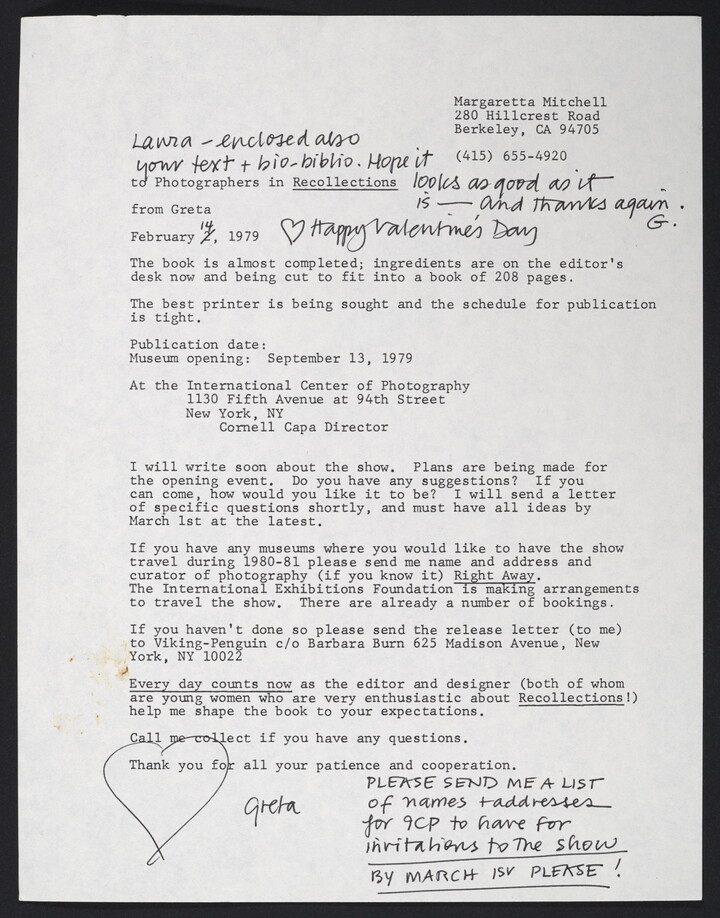 Margaretta Mitchell
280 Hillcrest Road
Berkeley, CA 94705
(415) 655-4920
Laura - enclosed also
your text + bio-biblio. Hope it
looks as good as it
is — And thanks again.
G.
to Photographers in Recollections
from Greta
February 14, 1979
♡ Happy Valentine's Day
The book is almost completed; ingredients are on the editor's
desk now and being cut to fit into a book of 208 pages.
The best printer is being sought and the schedule for publication
is tight.
Publication date:
Museum opening: September 13, 1979
At the International Center of Photography
1130 Fifth Avenue at 94th Street
New York, NY
Cornell Capa Director
I will write soon about the show. Plans are being made for
the opening event. Do you have any suggestions? If you
can come, how would you like it to be? I will send a letter
of specific questions shortly, and must have all ideas by
March 1st at the latest.
If you have any museums where you would like to have the show
travel during 1980-81 please send me name and address and
curator of photography (if you know it) Right Away.
The International Exhibitions Foundation is making arrangements
to travel the show. There are already a number of bookings.
If you haven't done so please send the release letter (to me)
to Viking-Penguin c/o Barbara Burn 625 Madison Avenue, New
York, NY 10022
Every day counts now as the editor and designer (both of whom
are young women who are very enthusiastic about Recollections!)
help me shape the book to your expectations.
Call me collect if you have any questions.
Thank you for all your patience and cooperation.
Greta
PLEASE SEND ME A LIST
of names + addresses
for ICP to have for
invitations to the show
BY MARCH 1st PLEASE!